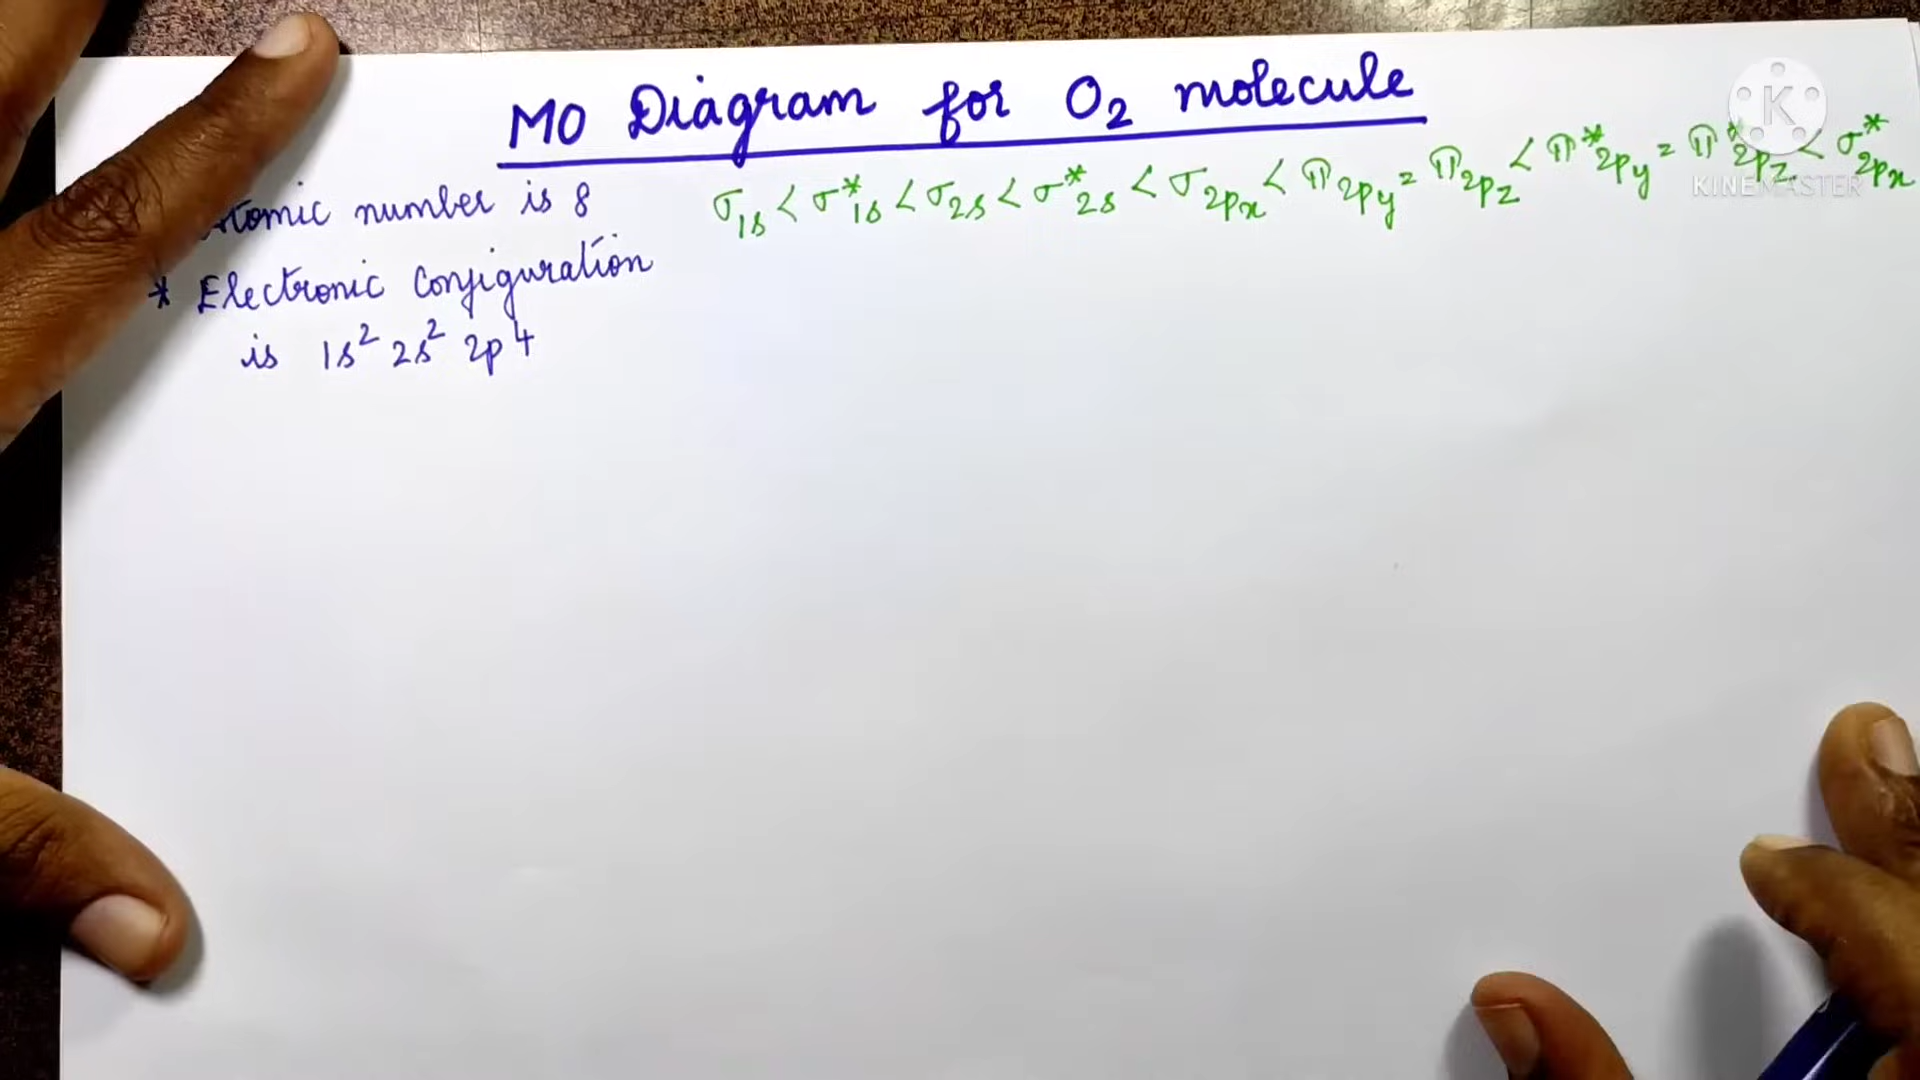 MO Diagram for O₂ molecule
σ1s < σ*1s < σ2s < σ*2s < σ2px < π2py = π2pz < π*2py = π*2pz < σ*2px
number is 8
* Electronic configuration
is 1s² 2s² 2p⁴
K
KINEMASTER